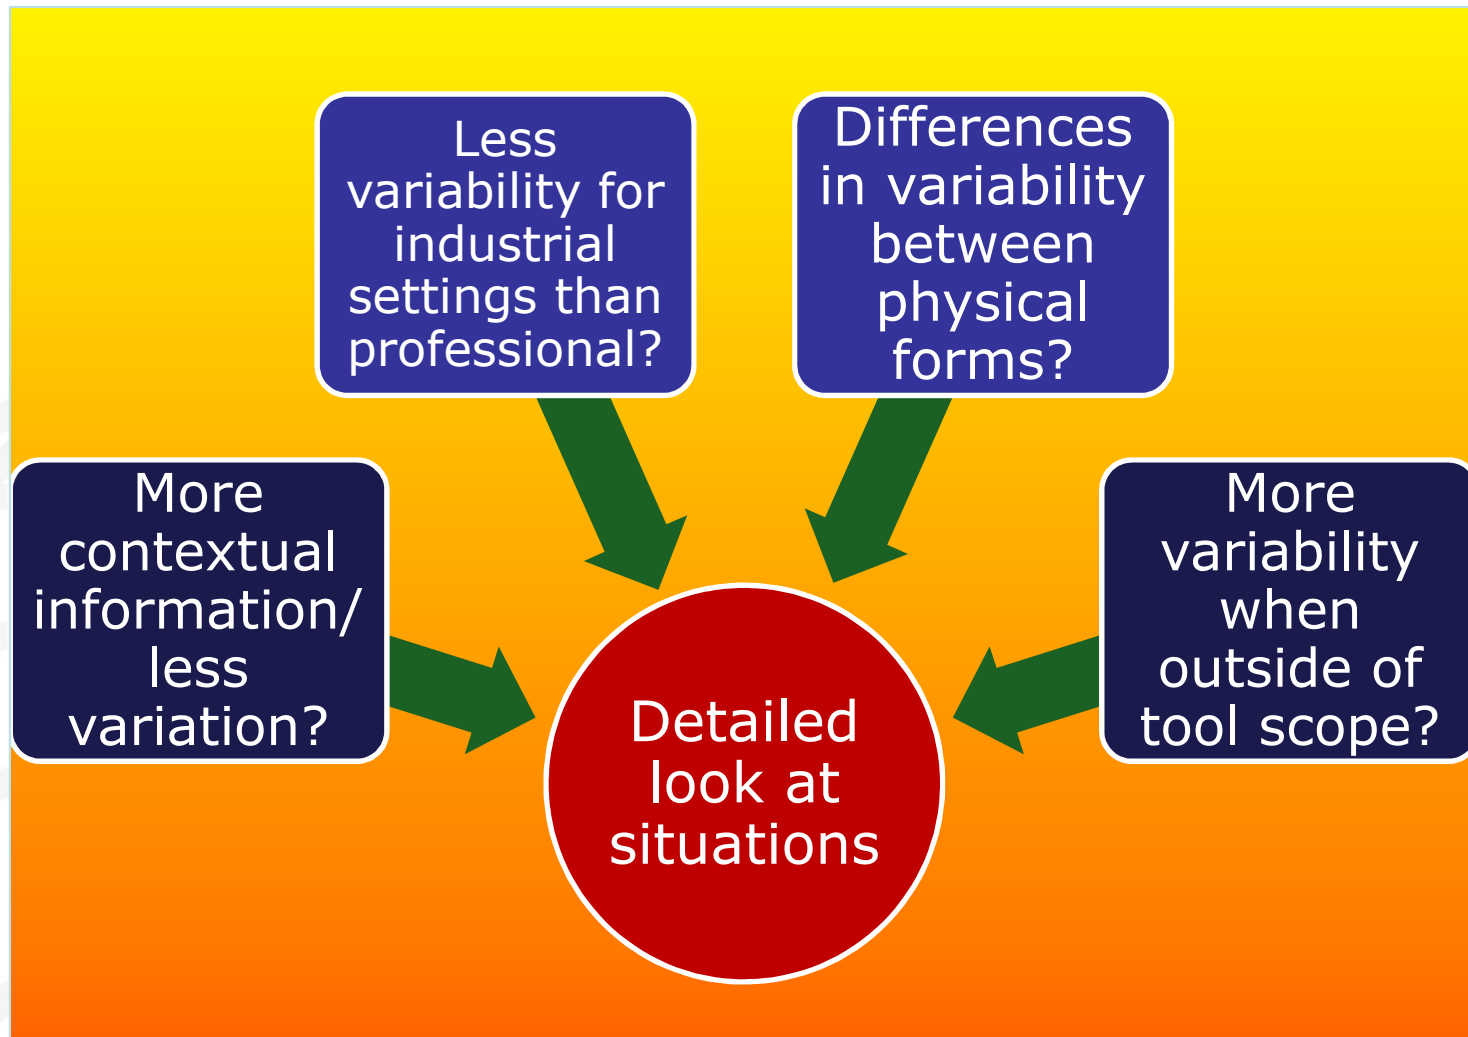 Less
variability for
industrial
settings than
professional?
Differences
in variability
between
physical
forms?
More
contextual
information/
less
variation?
More
variability
when
outside of
tool scope?
Detailed
look at
situations